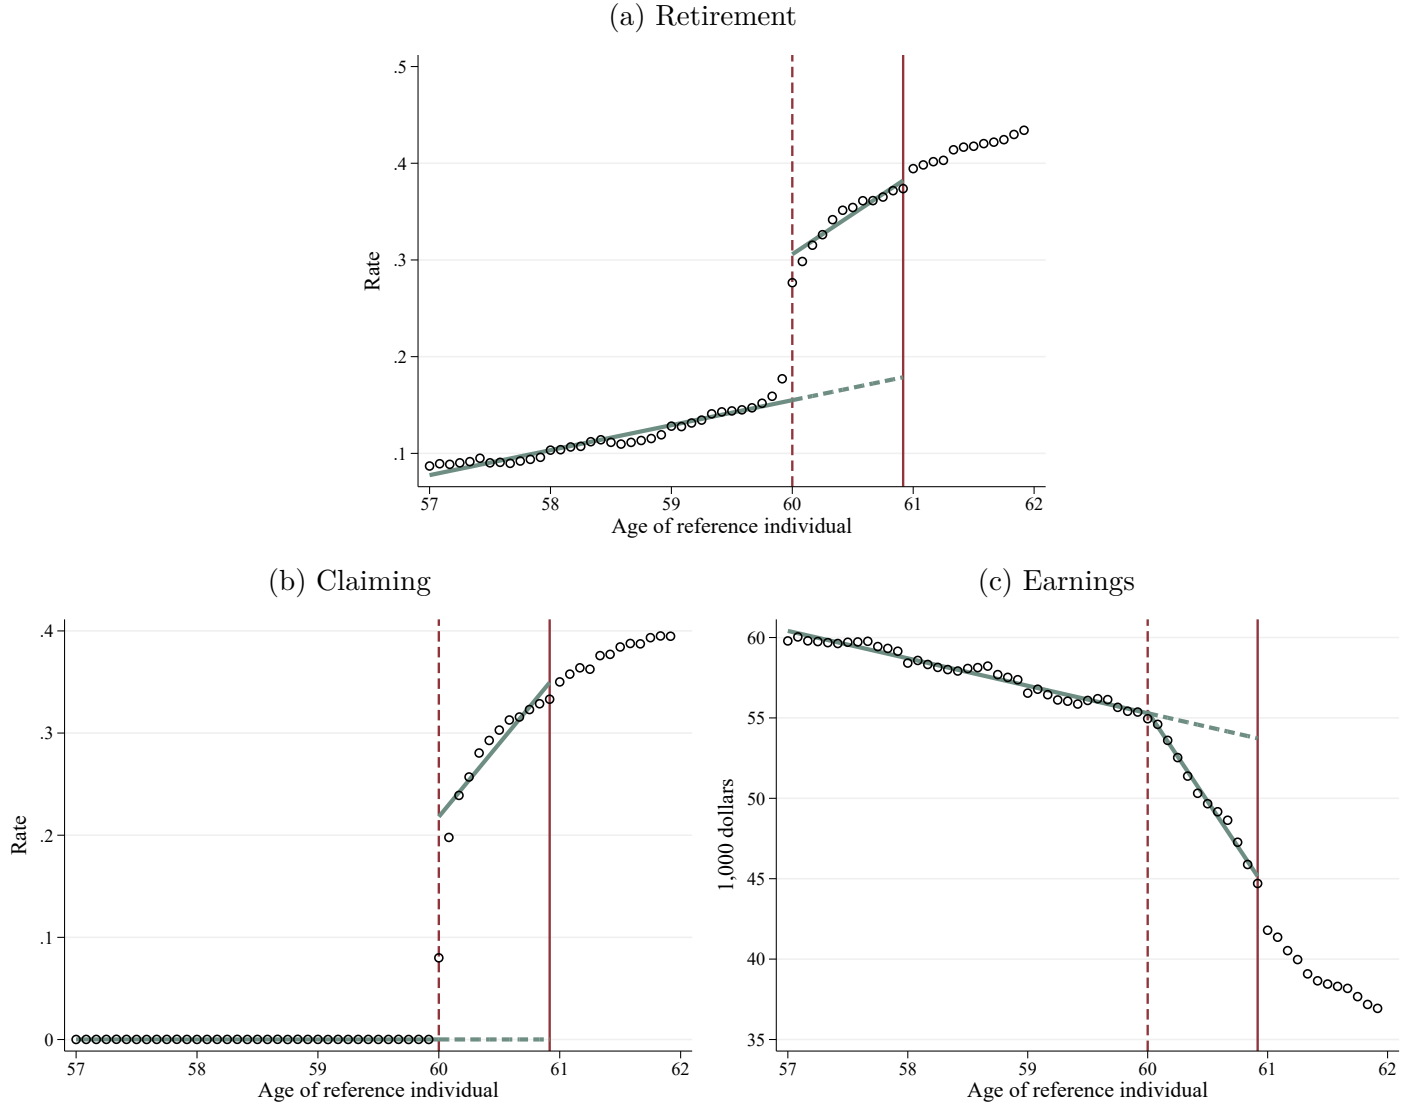 (a) Retirement
.5
.4
.3
.2
.1
Rate
57 58 59 60 61 62
Age of reference individual
(b) Claiming
.4
.3
.2
.1
0
Rate
57 58 59 60 61 62
Age of reference individual
(c) Earnings
60
55
50
45
40
35
1,000 dollars
57 58 59 60 61 62
Age of reference individual